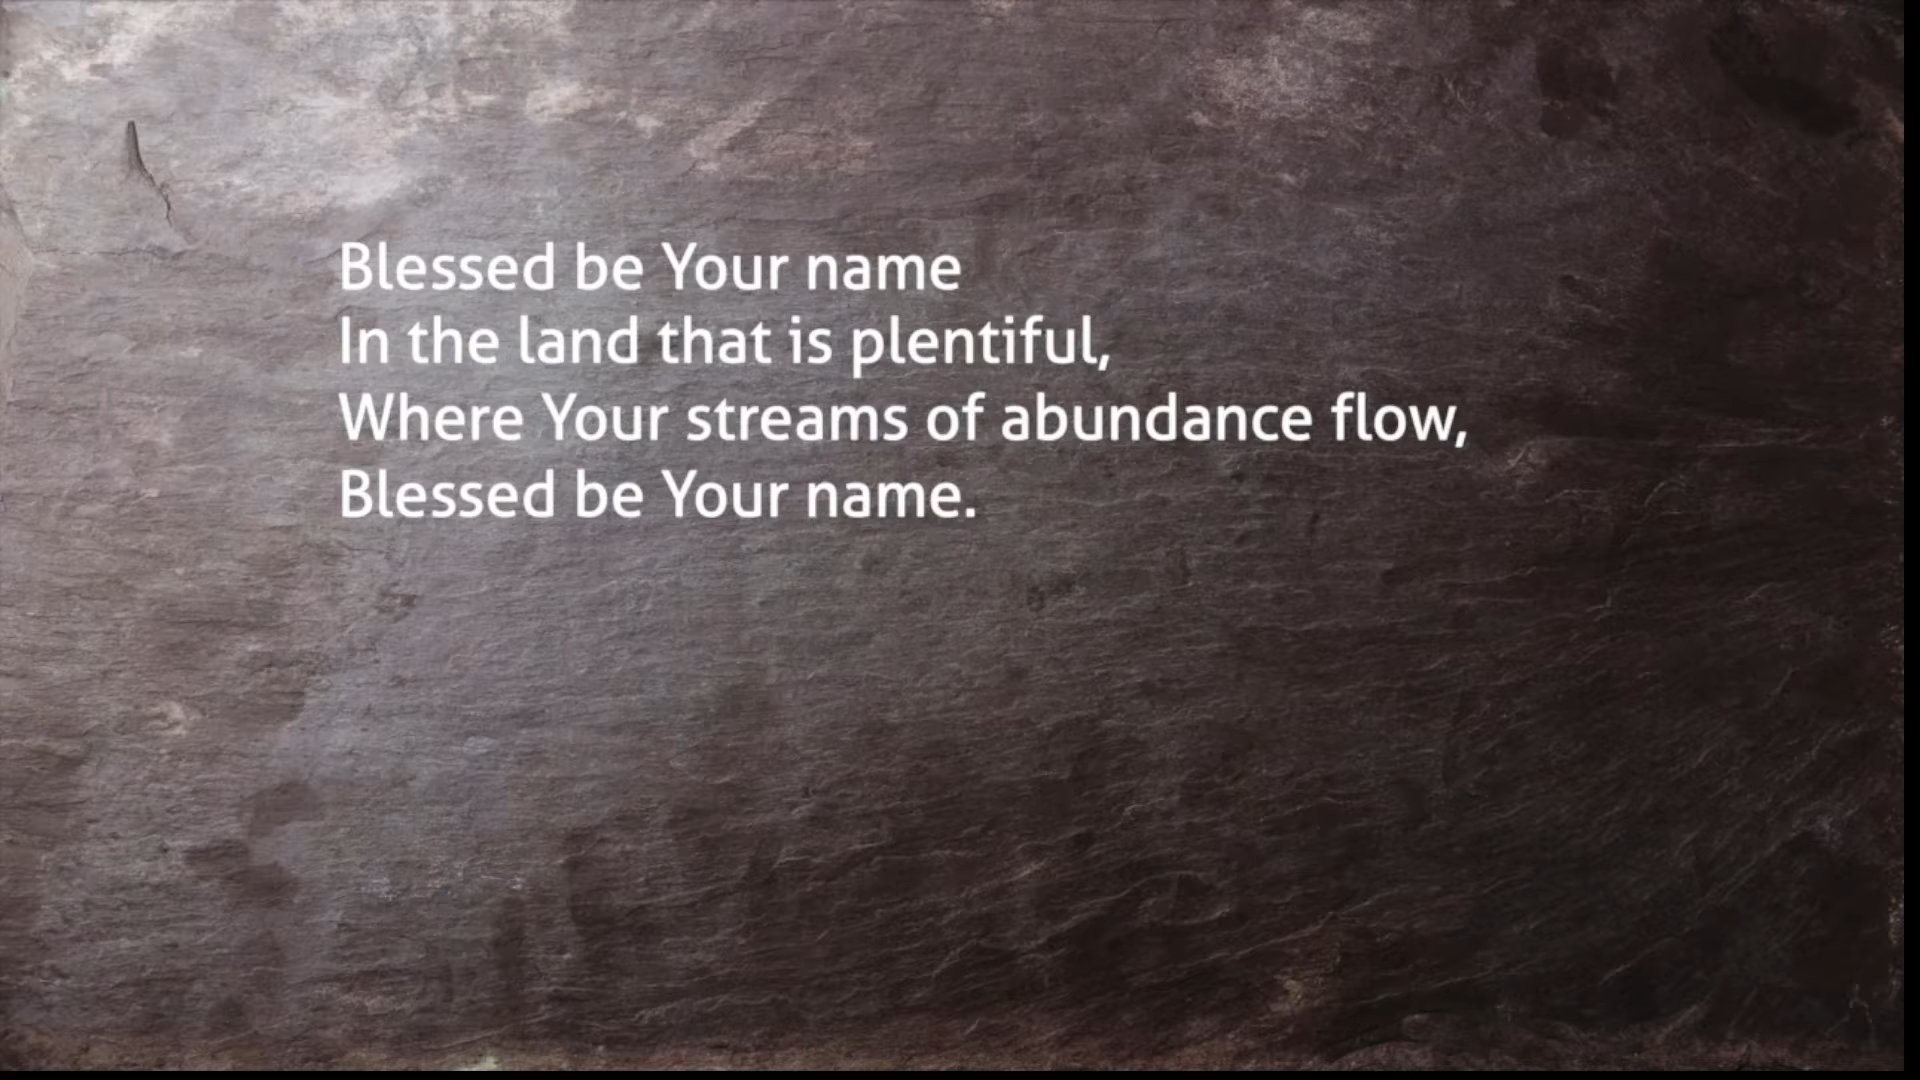 Blessed be Your name
In the land that is plentiful,
Where Your streams of abundance flow,
Blessed be Your name.